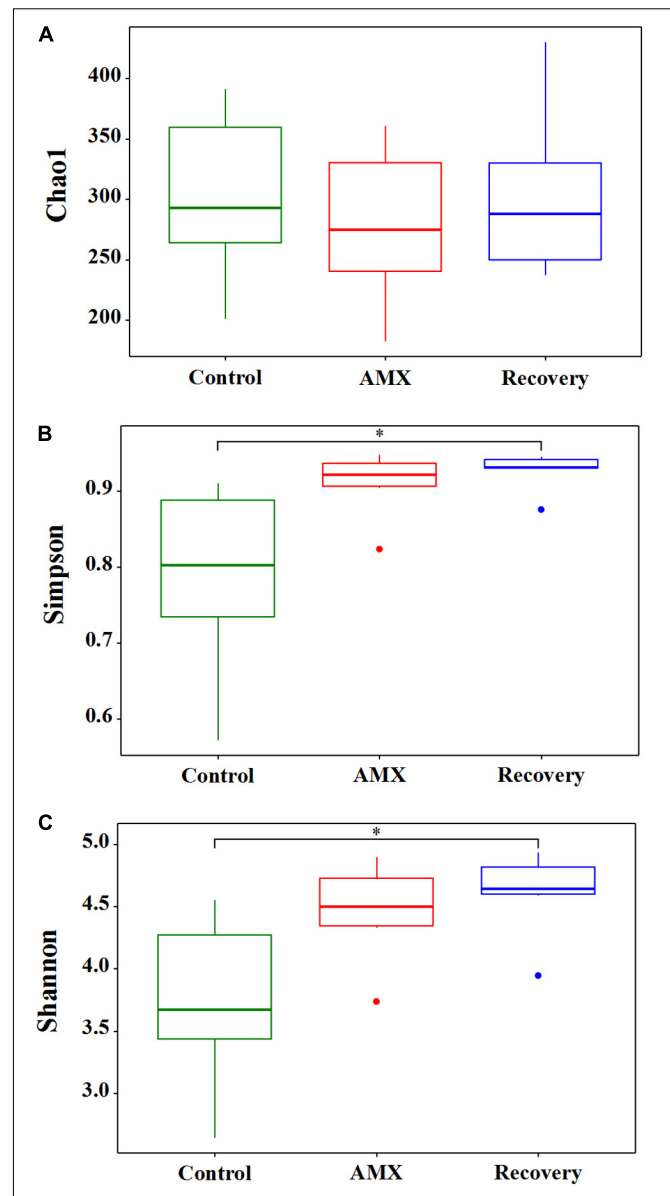 A
Chao1
400
350
300
250
200
Control AMX Recovery
B
*
Simpson
0.9
0.8
0.7
0.6
Control AMX Recovery
C
*
Shannon
5.0
4.5
4.0
3.5
3.0
Control AMX Recovery